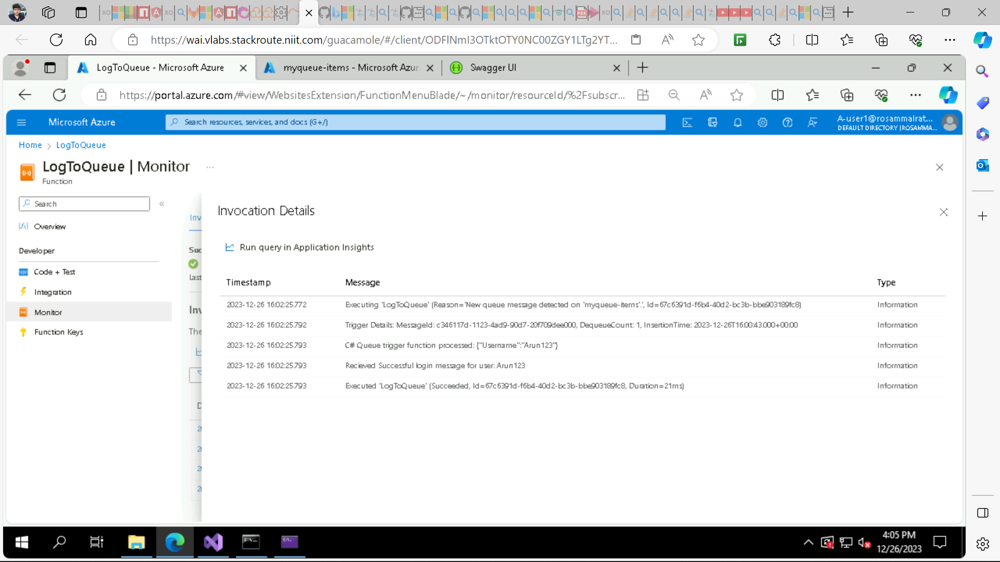 https://wai.vlabs.stackroute.niit.com/guacamole/#/client/ODFlNmI3OTktOTY0NC00ZGY1LTg2YT...
LogToQueue - Microsoft Azure
myqueue-items - Microsoft Azur
Swagger UI
https://portal.azure.com/#view/WebsitesExtension/FunctionMenuBlade/~/monitor/resourceId/%2Fsubscr...
Microsoft Azure
Search resources, services, and docs (G+/)
A-user1@rosammalrat...
DEFAULT DIRECTORY (ROSAMMA...
Home > LogToQueue
LogToQueue | Monitor ...
Function
Search
Overview
Developer
Code + Test
Integration
Monitor
Function Keys
Inv
Suc
Last
Inv
The
Invocation Details
Run query in Application Insights
Timestamp Message Type
2023-12-26 16:02:25.772 Executing 'LogToQueue' (Reason='New queue message detected on 'myqueue-items'.', Id=67c6391d-f6b4-40d2-bc3b-bbe903189fc8) Information
2023-12-26 16:02:25.792 Trigger Details: MessageId: c346117d-1123-4ad9-90d7-20f709dee000, DequeueCount: 1, InsertionTime: 2023-12-26T16:00:43.000+00:00 Information
2023-12-26 16:02:25.793 C# Queue trigger function processed: {"Username":"Arun123"} Information
2023-12-26 16:02:25.793 Recieved Successful login message for user: Arun123 Information
2023-12-26 16:02:25.793 Executed 'LogToQueue' (Succeeded, Id=67c6391d-f6b4-40d2-bc3b-bbe903189fc8, Duration=21ms) Information
4:05 PM
12/26/2023